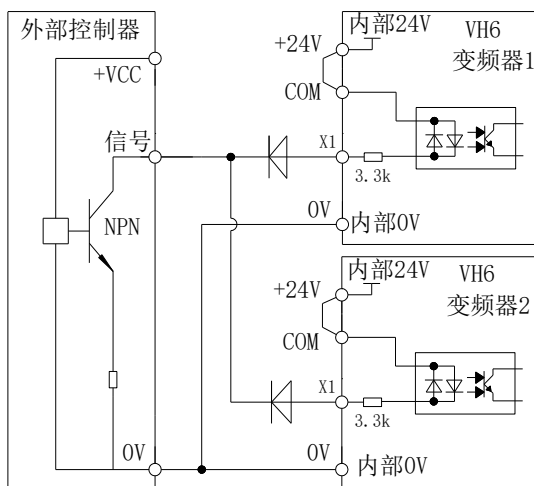 外部控制器
+VCC
信号
NPN
0V
+24V
内部24V
COM
VH6
变频器1
X1
3.3k
0V
内部0V
+24V
内部24V
COM
VH6
变频器2
X1
3.3k
0V
内部0V